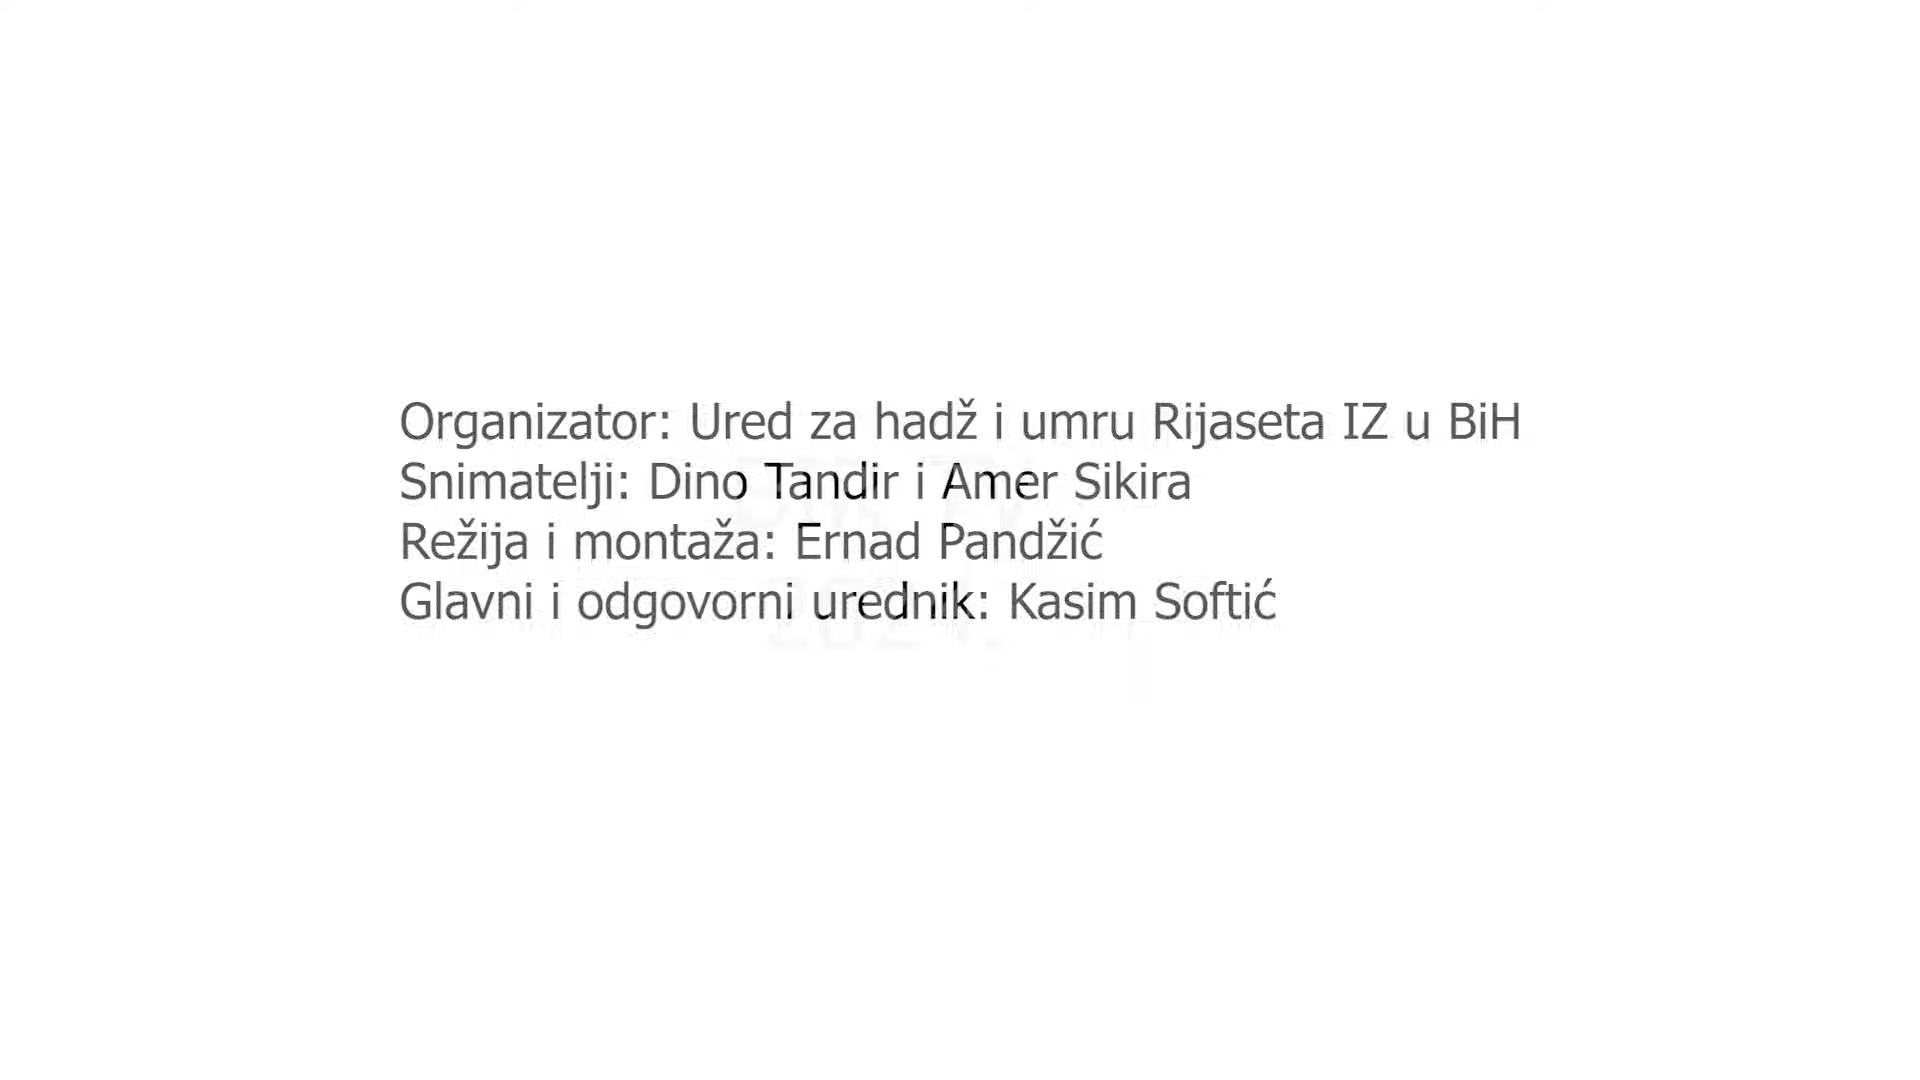 Organizator: Ured za hadž i umru Rijaseta IZ u BiH
Snimatelji: Dino Tandir i Amer Sikira
Režija i montaža: Ernad Pandžić
Glavni i odgovorni urednik: Kasim Softić